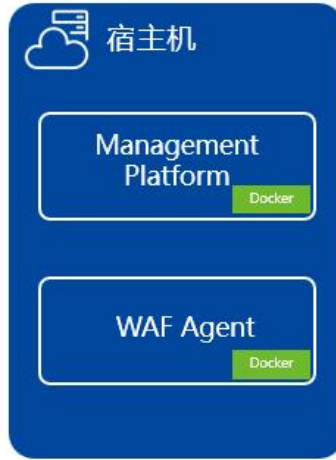 宿主机
Management
Platform
Docker
WAF Agent
Docker